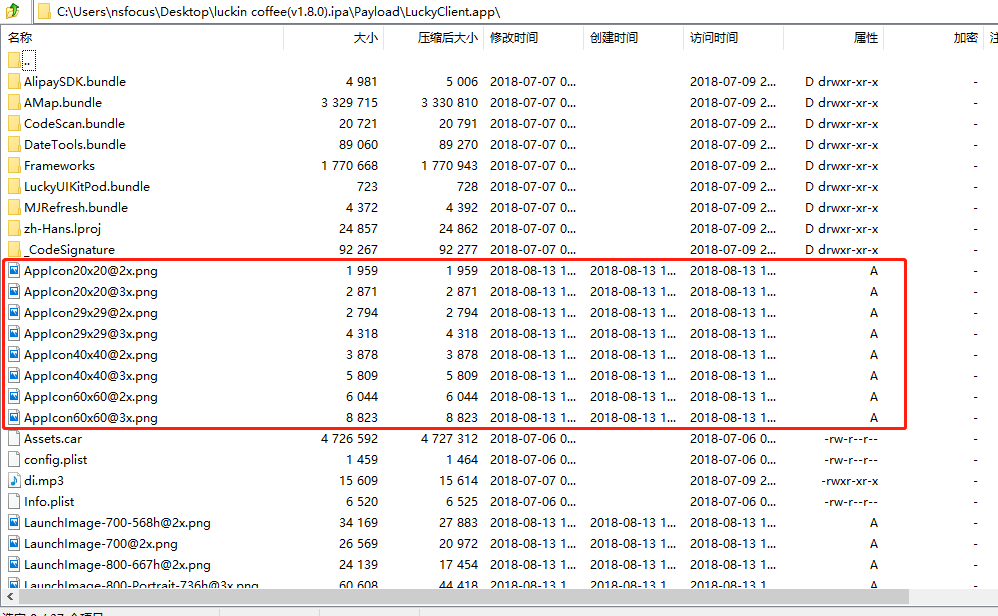 C:\Users\nsfocus\Desktop\luckin coffee(v1.8.0).ipa\Payload\LuckyClient.app\
名称 大小 压缩后大小 修改时间 创建时间 访问时间 属性 加密 注
..
AlipaySDK.bundle 4 981 5 006 2018-07-07 0... 2018-07-09 2... D drwxr-xr-x -
AMap.bundle 3 329 715 3 330 810 2018-07-07 0... 2018-07-09 2... D drwxr-xr-x -
CodeScan.bundle 20 721 20 791 2018-07-07 0... 2018-07-09 2... D drwxr-xr-x -
DateTools.bundle 89 060 89 270 2018-07-07 0... 2018-07-09 2... D drwxr-xr-x -
Frameworks 1 770 668 1 770 943 2018-07-07 0... 2018-07-09 2... D drwxr-xr-x -
LuckyUIKitPod.bundle 723 728 2018-07-07 0... 2018-07-09 2... D drwxr-xr-x -
MJRefresh.bundle 4 372 4 392 2018-07-07 0... 2018-07-09 2... D drwxr-xr-x -
zh-Hans.lproj 24 857 24 862 2018-07-07 0... 2018-07-09 2... D drwxr-xr-x -
_CodeSignature 92 267 92 277 2018-07-07 0... 2018-07-09 2... D drwxr-xr-x -
AppIcon20x20@2x.png 1 959 1 959 2018-08-13 1... 2018-08-13 1... 2018-08-13 1... A -
AppIcon20x20@3x.png 2 871 2 871 2018-08-13 1... 2018-08-13 1... 2018-08-13 1... A -
AppIcon29x29@2x.png 2 794 2 794 2018-08-13 1... 2018-08-13 1... 2018-08-13 1... A -
AppIcon29x29@3x.png 4 318 4 318 2018-08-13 1... 2018-08-13 1... 2018-08-13 1... A -
AppIcon40x40@2x.png 3 878 3 878 2018-08-13 1... 2018-08-13 1... 2018-08-13 1... A -
AppIcon40x40@3x.png 5 809 5 809 2018-08-13 1... 2018-08-13 1... 2018-08-13 1... A -
AppIcon60x60@2x.png 6 044 6 044 2018-08-13 1... 2018-08-13 1... 2018-08-13 1... A -
AppIcon60x60@3x.png 8 823 8 823 2018-08-13 1... 2018-08-13 1... 2018-08-13 1... A -
Assets.car 4 726 592 4 727 312 2018-07-06 0... 2018-07-06 0... -rw-r--r-- -
config.plist 1 459 1 464 2018-07-06 0... 2018-07-06 0... -rw-r--r-- -
di.mp3 15 609 15 614 2018-07-07 0... 2018-07-09 2... -rwxr-xr-x -
Info.plist 6 520 6 525 2018-07-06 0... 2018-07-06 0... -rw-r--r-- -
LaunchImage-700-568h@2x.png 34 169 27 883 2018-08-13 1... 2018-08-13 1... 2018-08-13 1... A -
LaunchImage-700@2x.png 26 569 20 972 2018-08-13 1... 2018-08-13 1... 2018-08-13 1... A -
LaunchImage-800-667h@2x.png 24 139 17 454 2018-08-13 1... 2018-08-13 1... 2018-08-13 1... A -
LaunchImage-800-Portrait-736h@3x.png 60 608 44 418 2018-08-13 1... 2018-08-13 1... 2018-08-13 1... A -